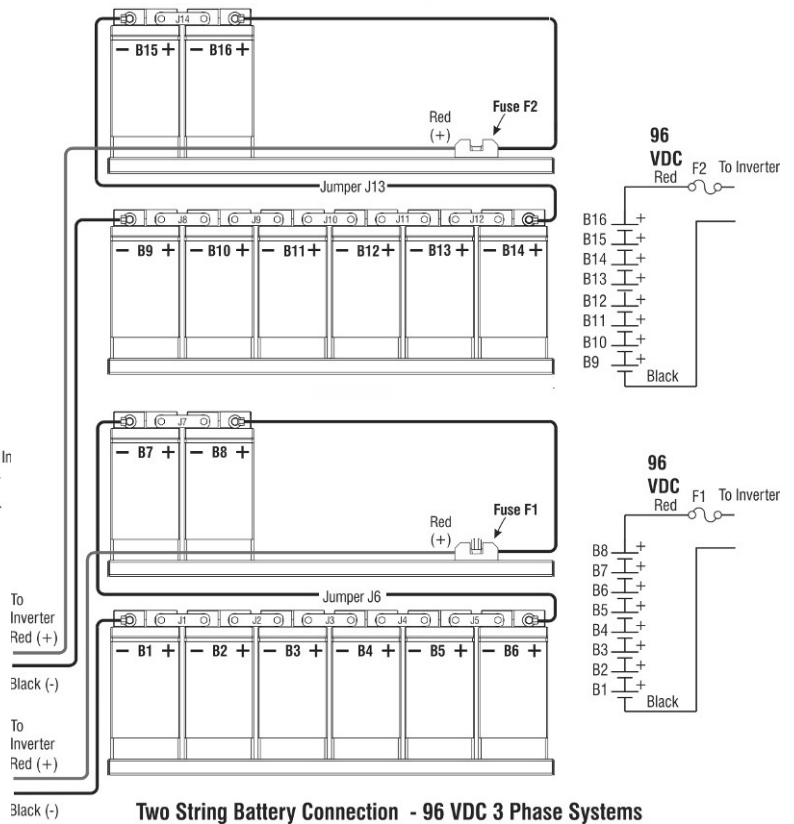 J14
− B15 + − B16 +
Red
(+)
Fuse F2
Jumper J13
J8 J9 J10 J11 J12
− B9 + − B10 + − B11 + − B12 + − B13 + − B14 +
96
VDC
Red F2 To Inverter
B16 +
B15 +
B14 +
B13 +
B12 +
B11 +
B10 +
B9 +
Black
J7
− B7 + − B8 +
In
Red
(+)
Fuse F1
Jumper J6
J1 J2 J3 J4 J5
− B1 + − B2 + − B3 + − B4 + − B5 + − B6 +
96
VDC
Red F1 To Inverter
B8 +
B7 +
B6 +
B5 +
B4 +
B3 +
B2 +
B1 +
Black
To
Inverter
Red (+)
Black (-)
To
Inverter
Red (+)
Black (-)
Two String Battery Connection - 96 VDC 3 Phase Systems